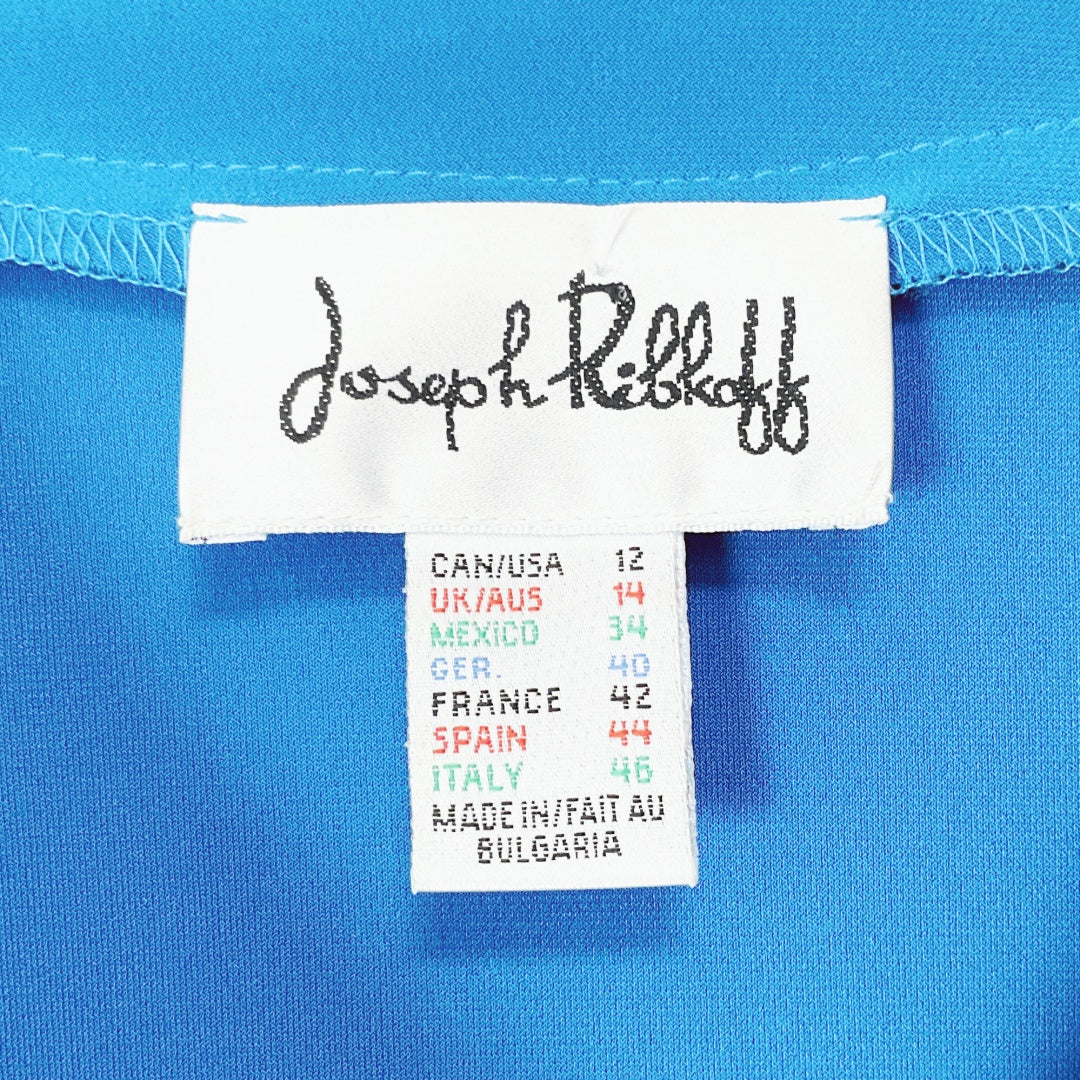 Joseph Ribkoff
CAN/USA 12
UK/AUS 14
MEXICO 34
GER. 40
FRANCE 42
SPAIN 44
ITALY 46
MADE IN/FAIT AU
BULGARIA